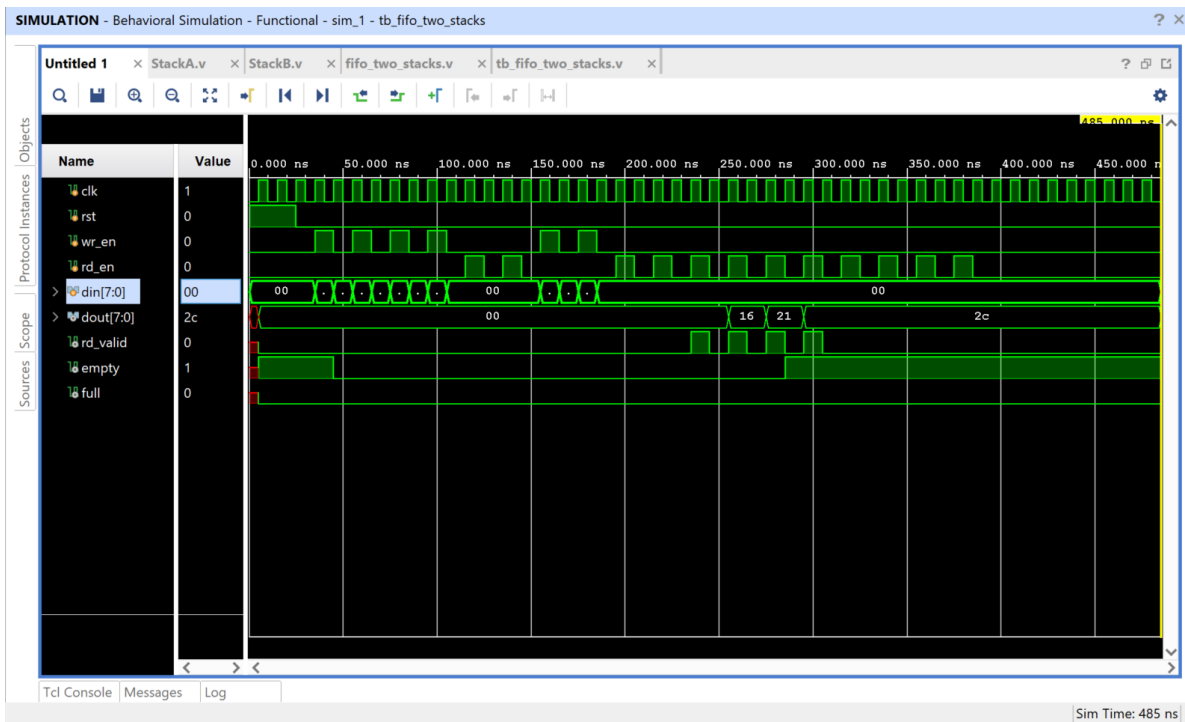 SIMULATION - Behavioral Simulation - Functional - sim_1 - tb_fifo_two_stacks ? ×
Untitled 1 × StackA.v × StackB.v × fifo_two_stacks.v × tb_fifo_two_stacks.v × ?
Objects
Protocol Instances
Scope
Sources
485.000 ns
Name Value 0.000 ns 50.000 ns 100.000 ns 150.000 ns 200.000 ns 250.000 ns 300.000 ns 350.000 ns 400.000 ns 450.000 n
clk 1
rst 0
wr_en 0
rd_en 0
> din[7:0] 00 00 . . . . . . . 00 . . . 00
> dout[7:0] 2c 00 16 21 2c
rd_valid 0
empty 1
full 0
Tcl Console Messages Log
Sim Time: 485 ns